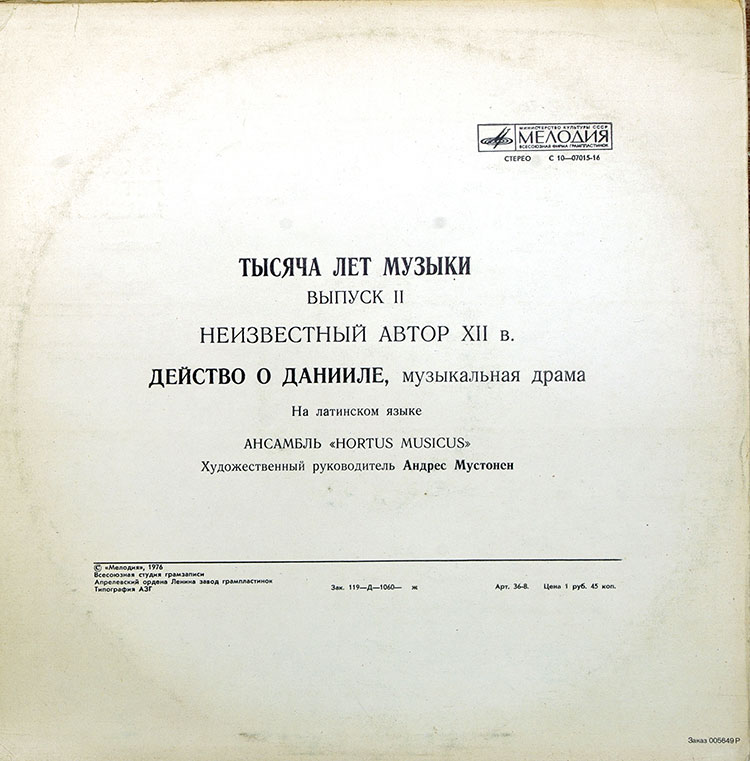 МИНИСТЕРСТВО КУЛЬТУРЫ СССР
МЕЛОДИЯ
ВСЕСОЮЗНАЯ ФИРМА ГРАМПЛАСТИНОК
СТЕРЕО С 10—07015-16
ТЫСЯЧА ЛЕТ МУЗЫКИ
ВЫПУСК II
НЕИЗВЕСТНЫЙ АВТОР XII в.
ДЕЙСТВО О ДАНИИЛЕ, музыкальная драма
На латинском языке
АНСАМБЛЬ «HORTUS MUSICUS»
Художественный руководитель Андрес Мустонен
© «Мелодия», 1976
Всесоюзная студия грамзаписи
Апрелевский ордена Ленина завод грампластинок
Типография АЗГ Зак. 119—Д—1060— ж Арт. 36-8. Цена 1 руб. 45 коп.
Заказ 005649 Р